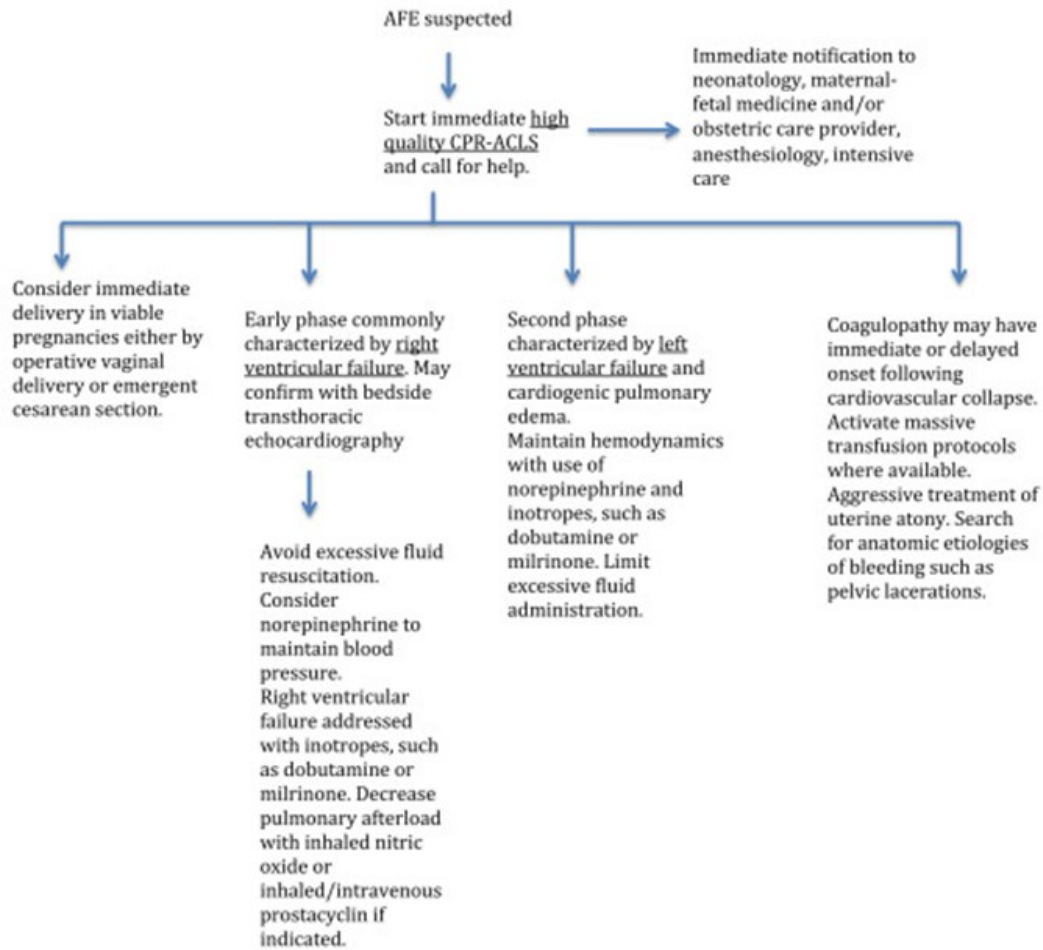 AFE suspected
Start immediate high
quality CPR-ACLS
and call for help.
Immediate notification to
neonatology, maternal-
fetal medicine and/or
obstetric care provider,
anesthesiology, intensive
care
Consider immediate
delivery in viable
pregnancies either by
operative vaginal
delivery or emergent
cesarean section.
Early phase commonly
characterized by right
ventricular failure. May
confirm with bedside
transthoracic
echocardiography
Avoid excessive fluid
resuscitation.
Consider
norepinephrine to
maintain blood
pressure.
Right ventricular
failure addressed
with inotropes, such
as dobutamine or
milrinone. Decrease
pulmonary afterload
with inhaled nitric
oxide or
inhaled/intravenous
prostacyclin if
indicated.
Second phase
characterized by left
ventricular failure and
cardiogenic pulmonary
edema.
Maintain hemodynamics
with use of
norepinephrine and
inotropes, such as
dobutamine or
milrinone. Limit
excessive fluid
administration.
Coagulopathy may have
immediate or delayed
onset following
cardiovascular collapse.
Activate massive
transfusion protocols
where available.
Aggressive treatment of
uterine atony. Search
for anatomic etiologies
of bleeding such as
pelvic lacerations.